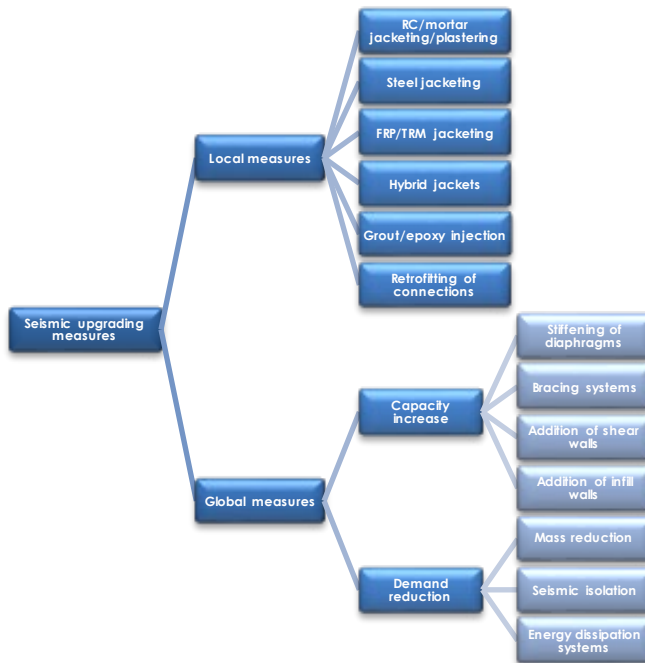 RC/mortar
jacketing/plastering
Steel jacketing
FRP/TRM jacketing
Local measures
Hybrid jackets
Grout/epoxy injection
Retrofitting of
connections
Seismic upgrading
measures
Stiffening of
diaphragms
Bracing systems
Capacity
increase
Addition of shear
walls
Addition of infill
walls
Global measures
Mass reduction
Demand
reduction
Seismic isolation
Energy dissipation
systems